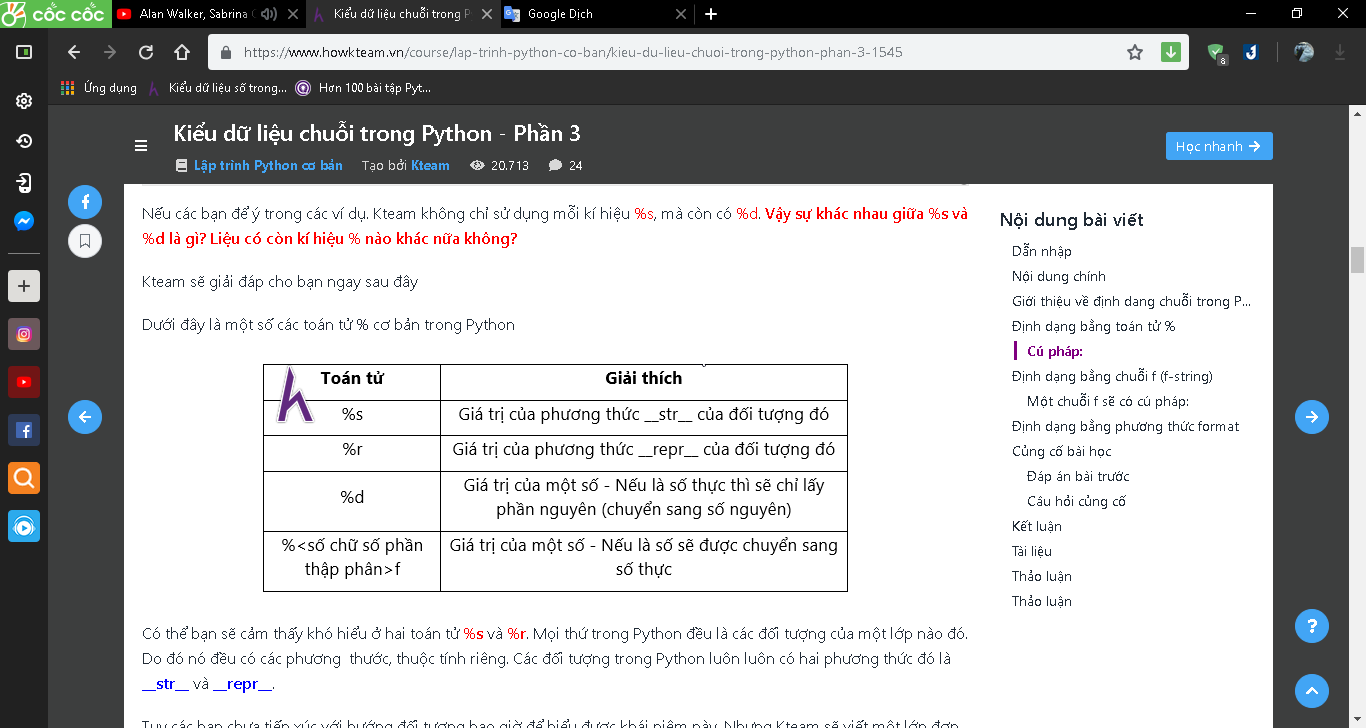 cốc cốc
Alan Walker, Sabrina
Kiểu dữ liệu chuỗi trong P
Google Dịch
https://www.howkteam.vn/course/lap-trinh-python-co-ban/kieu-du-lieu-chuoi-trong-python-phan-3-1545
8
Ứng dụng
Kiểu dữ liệu số trong...
Hơn 100 bài tập Pyt...
Kiểu dữ liệu chuỗi trong Python - Phần 3
Lập trình Python cơ bản
Tạo bởi Kteam
20.713
24
Học nhanh
Nếu các bạn để ý trong các ví dụ. Kteam không chỉ sử dụng mỗi kí hiệu %s, mà còn có %d. Vậy sự khác nhau giữa %s và
%d là gì? Liệu có còn kí hiệu % nào khác nữa không?
Kteam sẽ giải đáp cho bạn ngay sau đây
Dưới đây là một số các toán tử % cơ bản trong Python
Toán tử
Giải thích
%s
Giá trị của phương thức __str__ của đối tượng đó
%r
Giá trị của phương thức __repr__ của đối tượng đó
%d
Giá trị của một số - Nếu là số thực thì sẽ chỉ lấy
phần nguyên (chuyển sang số nguyên)
%<số chữ số phần
thập phân>f
Giá trị của một số - Nếu là số sẽ được chuyển sang
số thực
Có thể bạn sẽ cảm thấy khó hiểu ở hai toán tử %s và %r. Mọi thứ trong Python đều là các đối tượng của một lớp nào đó.
Do đó nó đều có các phương thước, thuộc tính riêng. Các đối tượng trong Python luôn luôn có hai phương thức đó là
__str__ và __repr__.
Tuy các bạn chưa tiếp xúc với hướng đối tượng bao giờ để hiểu được khái niệm này. Nhưng Kteam sẽ viết một lớp đơn
Nội dung bài viết
Dẫn nhập
Nội dung chính
Giới thiệu về định dạng chuỗi trong P...
Định dạng bằng toán tử %
Cú pháp:
Định dạng bằng chuỗi f (f-string)
Một chuỗi f sẽ có cú pháp:
Định dạng bằng phương thức format
Củng cố bài học
Đáp án bài trước
Câu hỏi củng cố
Kết luận
Tài liệu
Thảo luận
Thảo luận